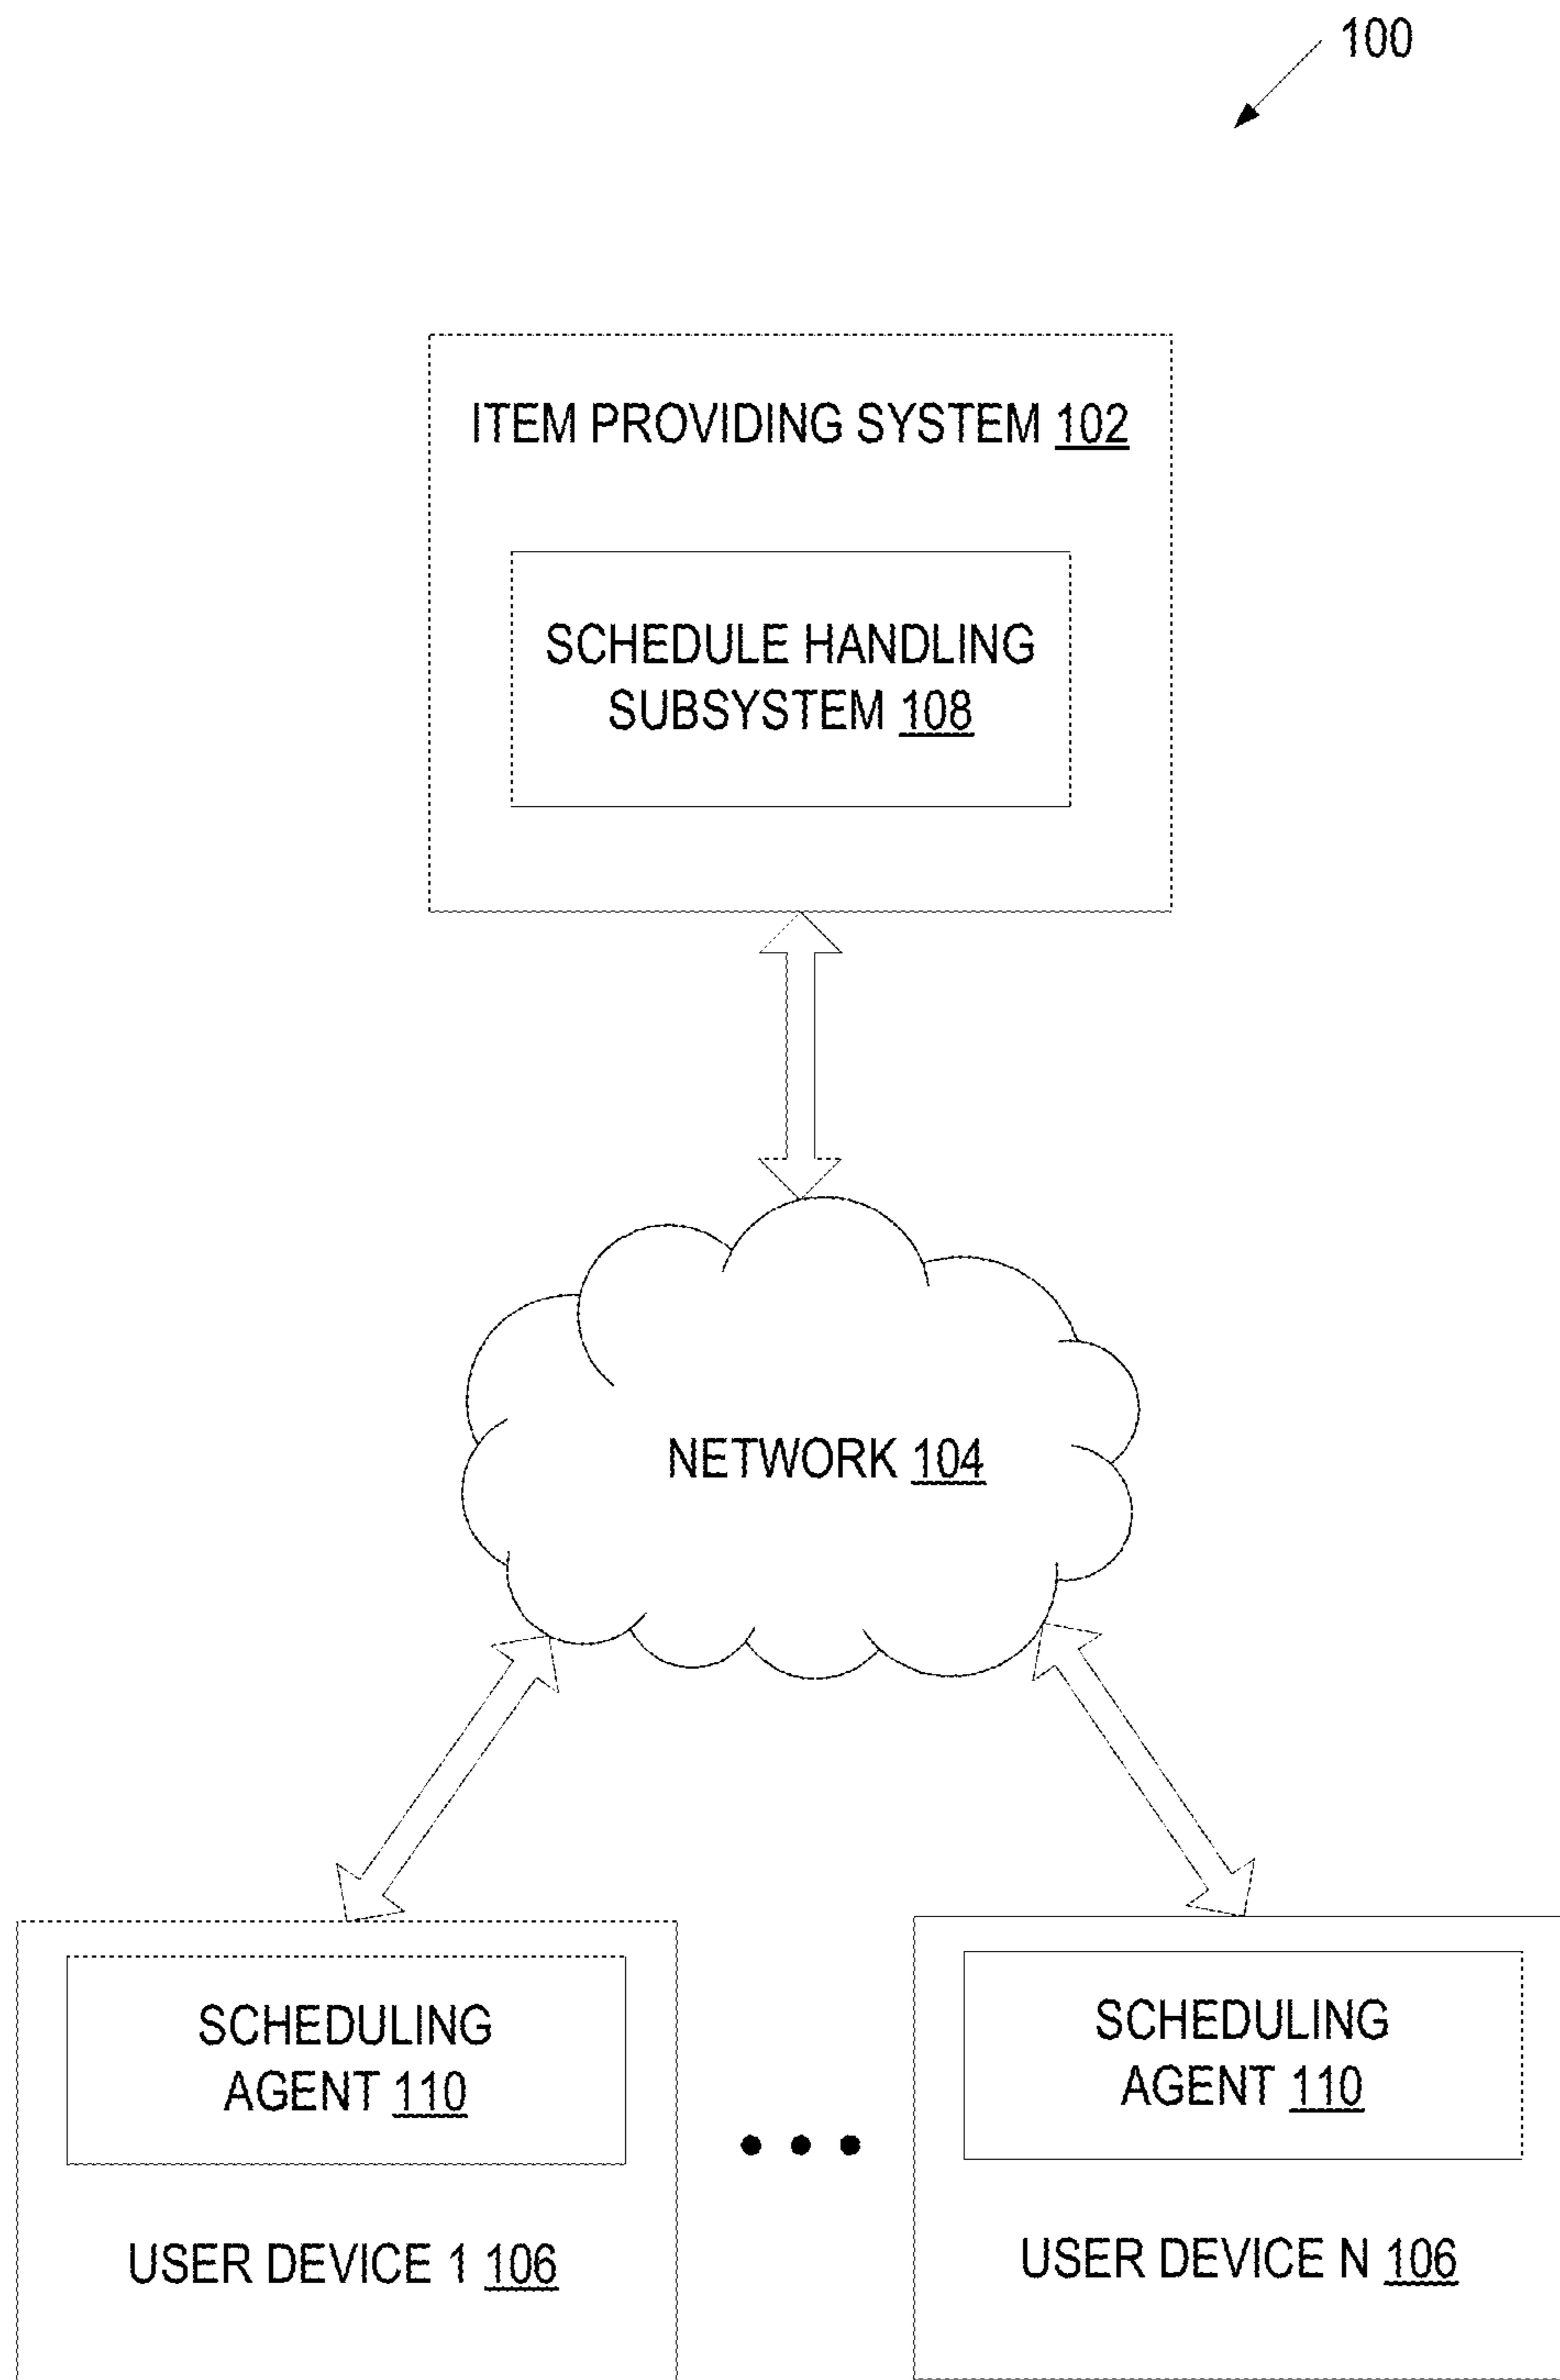 100
ITEM PROVIDING SYSTEM 102
SCHEDULE HANDLING
SUBSYSTEM 108
NETWORK 104
SCHEDULING
AGENT 110
USER DEVICE 1 106
SCHEDULING
AGENT 110
USER DEVICE N 106